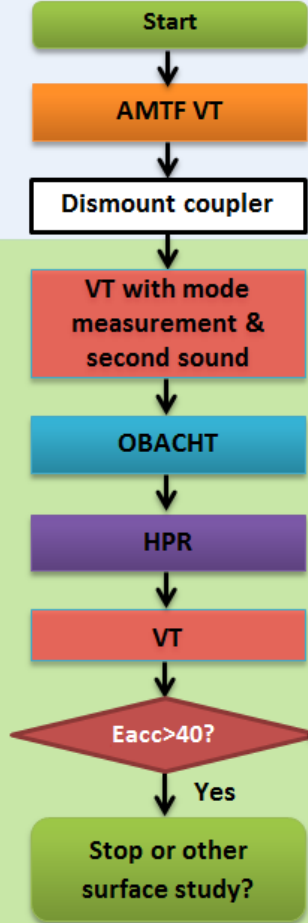 Start
AMTF VT
Dismount coupler
VT with mode
measurement &
second sound
OBACHT
HPR
VT
Eacc>40?
Yes
Stop or other
surface study?